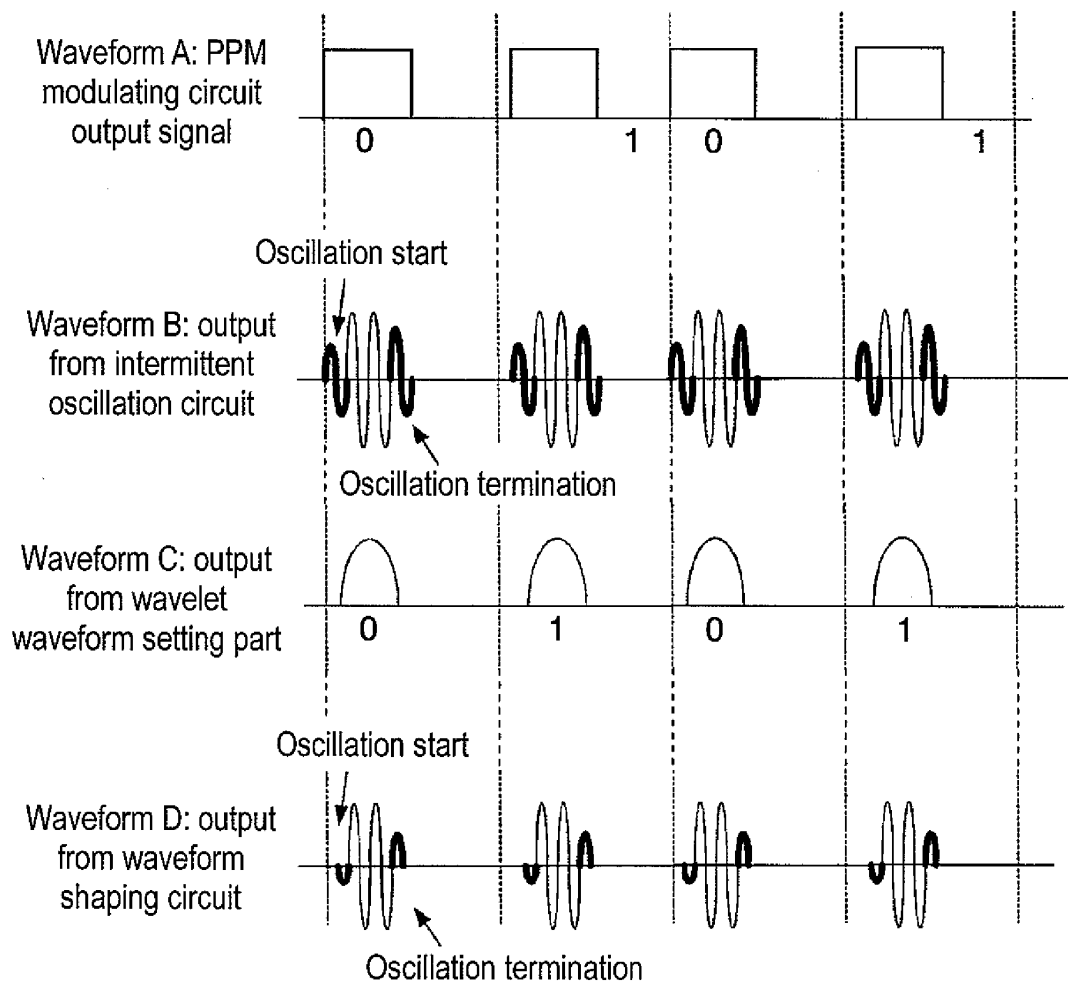 Waveform A: PPM
modulating circuit
output signal
0 1 0 1
Oscillation start
Waveform B: output
from intermittent
oscillation circuit
Oscillation termination
Waveform C: output
from wavelet
waveform setting part
0 1 0 1
Oscillation start
Waveform D: output
from waveform
shaping circuit
Oscillation termination